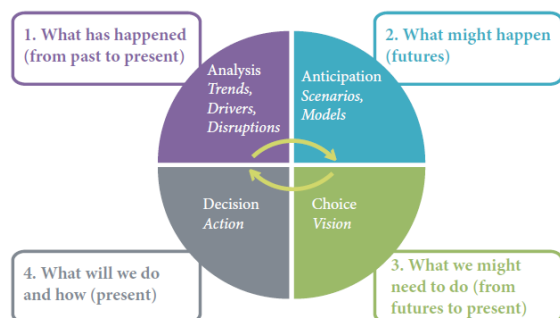 1. What has happened
(from past to present)
2. What might happen
(futures)
Analysis
Trends,
Drivers,
Disruptions
Anticipation
Scenarios,
Models
Decision
Action
Choice
Vision
4. What will we do
and how (present)
3. What we might
need to do (from
futures to present)